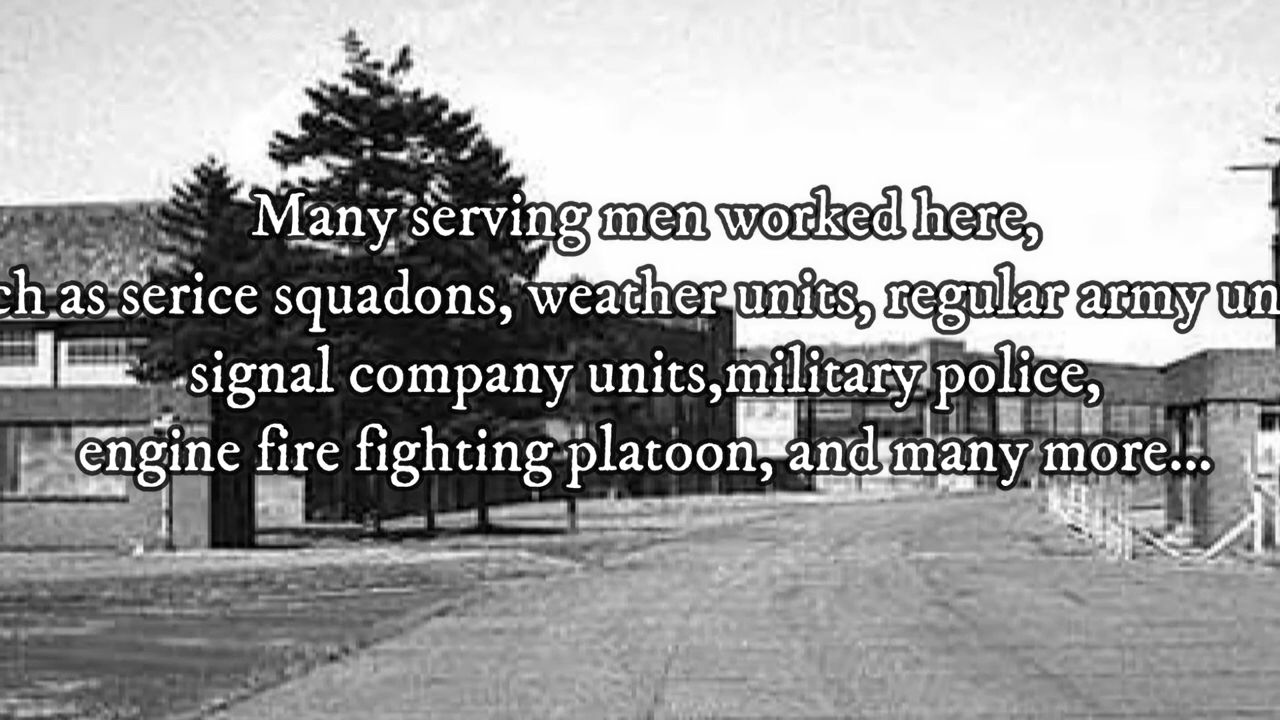 Many serving men worked here,
ch as serice squadons, weather units, regular army un
signal company units,military police,
engine fire fighting platoon, and many more...